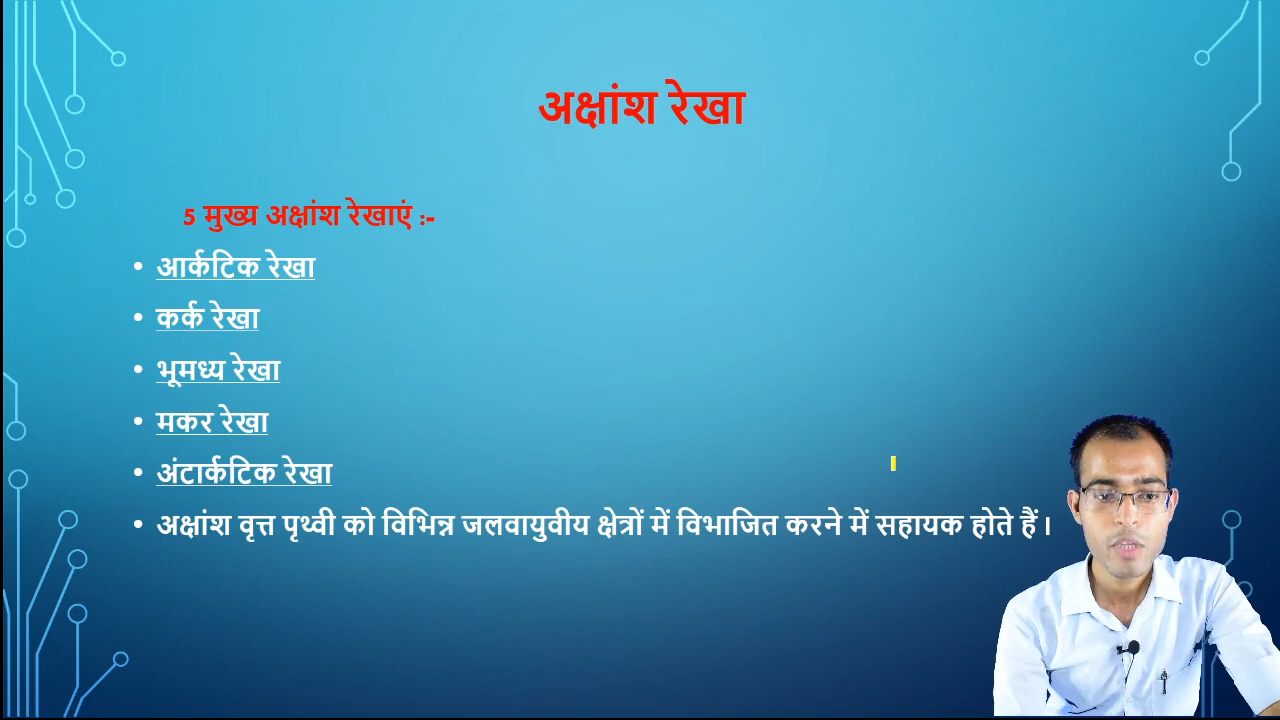 अक्षांश रेखा
5 मुख्य अक्षांश रेखाएं :-
• आर्कटिक रेखा
• कर्क रेखा
• भूमध्य रेखा
• मकर रेखा
• अंटार्कटिक रेखा
• अक्षांश वृत्त पृथ्वी को विभिन्न जलवायुवीय क्षेत्रों में विभाजित करने में सहायक होते हैं ।